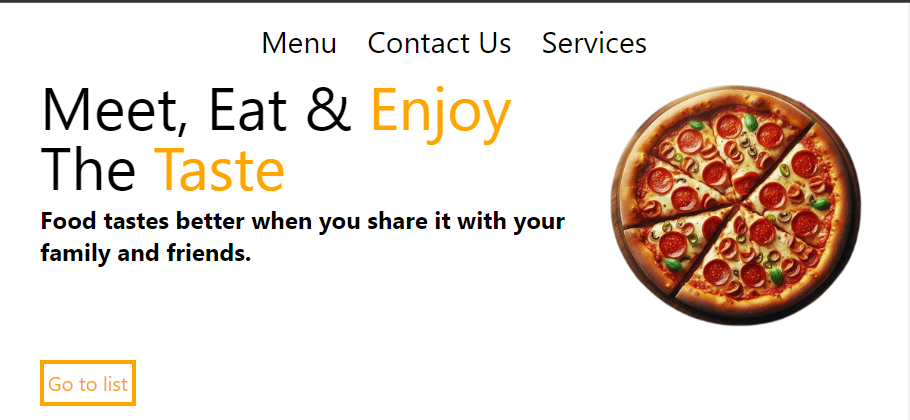 Menu Contact Us Services
Meet, Eat & Enjoy
The Taste
Food tastes better when you share it with your
family and friends.
Go to list